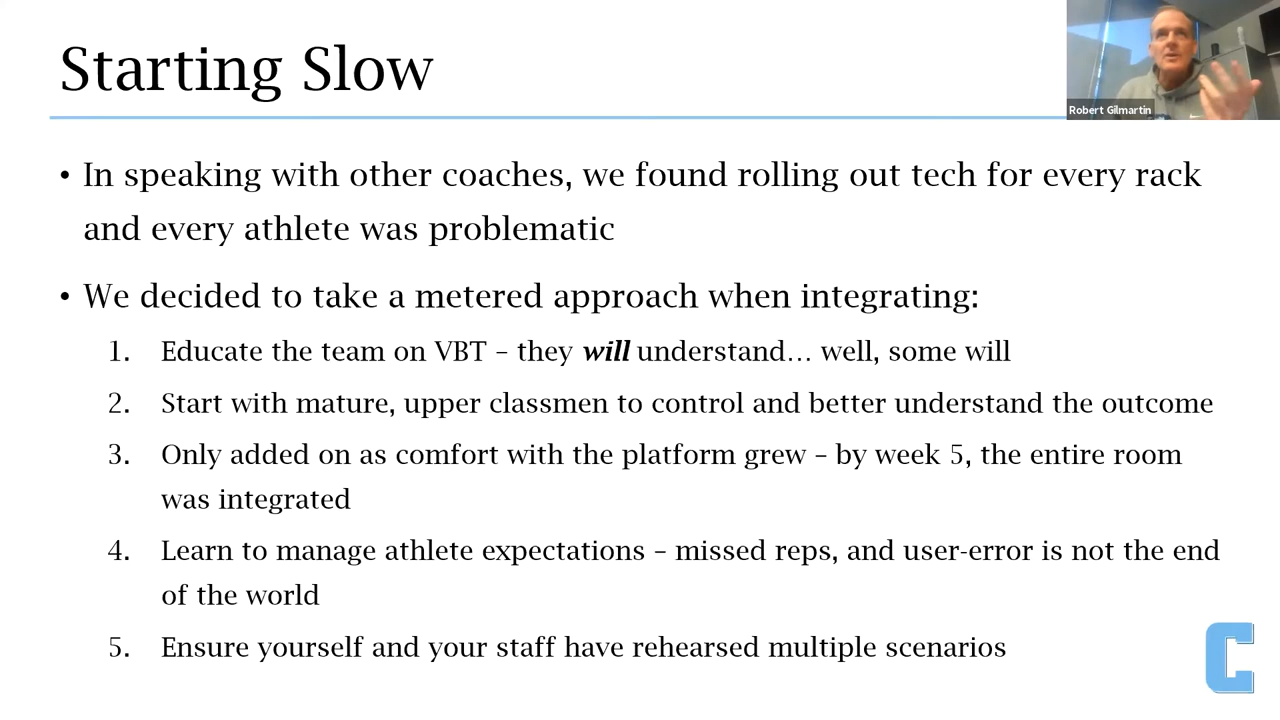 Starting Slow
Robert Gilmartin
• In speaking with other coaches, we found rolling out tech for every rack
and every athlete was problematic
• We decided to take a metered approach when integrating:
1. Educate the team on VBT – they will understand… well, some will
2. Start with mature, upper classmen to control and better understand the outcome
3. Only added on as comfort with the platform grew – by week 5, the entire room
was integrated
4. Learn to manage athlete expectations – missed reps, and user-error is not the end
of the world
5. Ensure yourself and your staff have rehearsed multiple scenarios
C